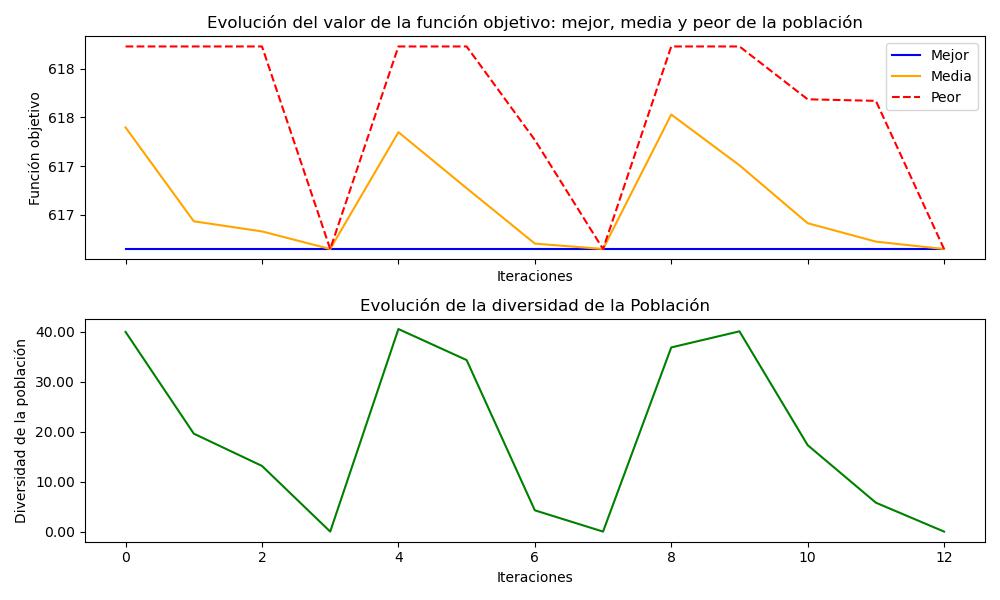 Evolución del valor de la función objetivo: mejor, media y peor de la población
Función objetivo
618
618
617
617
Mejor
Media
Peor
Iteraciones
Evolución de la diversidad de la Población
Diversidad de la población
40.00
30.00
20.00
10.00
0.00
0 2 4 6 8 10 12
Iteraciones